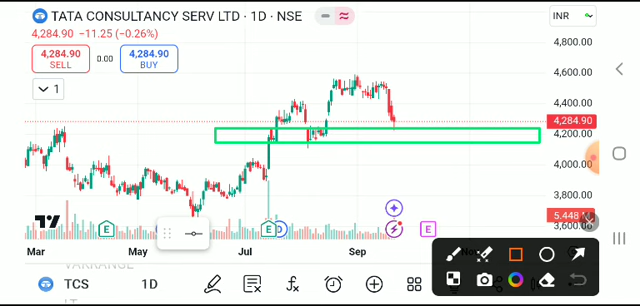 TATA CONSULTANCY SERV LTD · 1D · NSE
INR
4,284.90 −11.25 (−0.26%)
4,284.90
SELL
0.00
4,284.90
BUY
1
4,800.00
4,600.00
4,400.00
4,284.90
4,200.00
4,000.00
3,800.00
5.448
3,600.00
E
E
D
E
Mar
May
Jul
Sep
TCS
1D